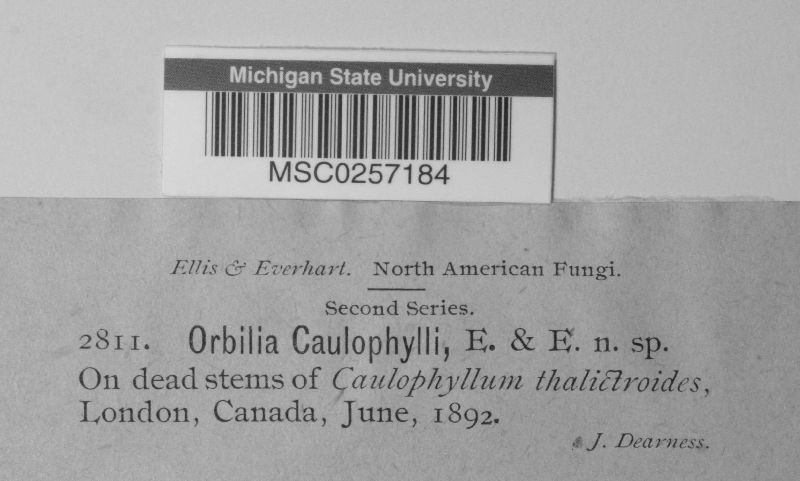 Michigan State University
MSC0257184
Ellis & Everhart. North American Fungi.
Second Series.
2811. Orbilia Caulophylli, E. & E. n. sp.
On dead stems of Caulophyllum thalictroides,
London, Canada, June, 1892.
J. Dearness.